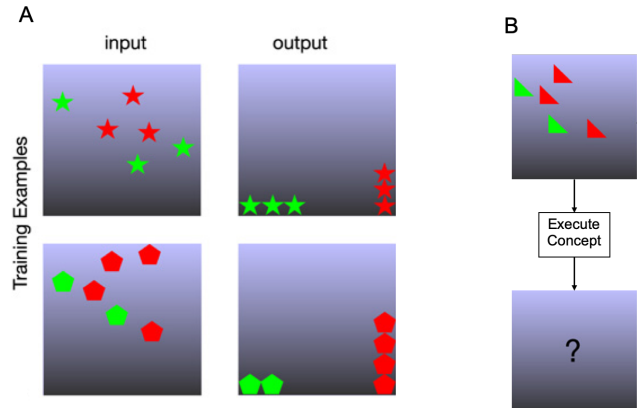 A
input
output
Training Examples
B
Execute
Concept
?